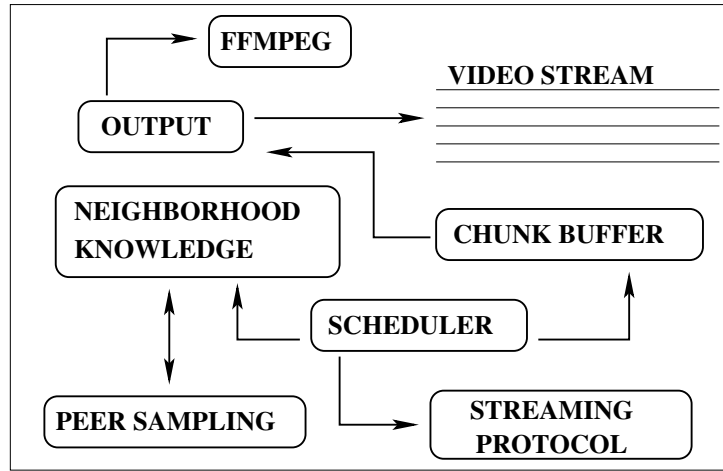 FFMPEG
VIDEO STREAM
OUTPUT
NEIGHBORHOOD
KNOWLEDGE
CHUNK BUFFER
SCHEDULER
PEER SAMPLING
STREAMING
PROTOCOL